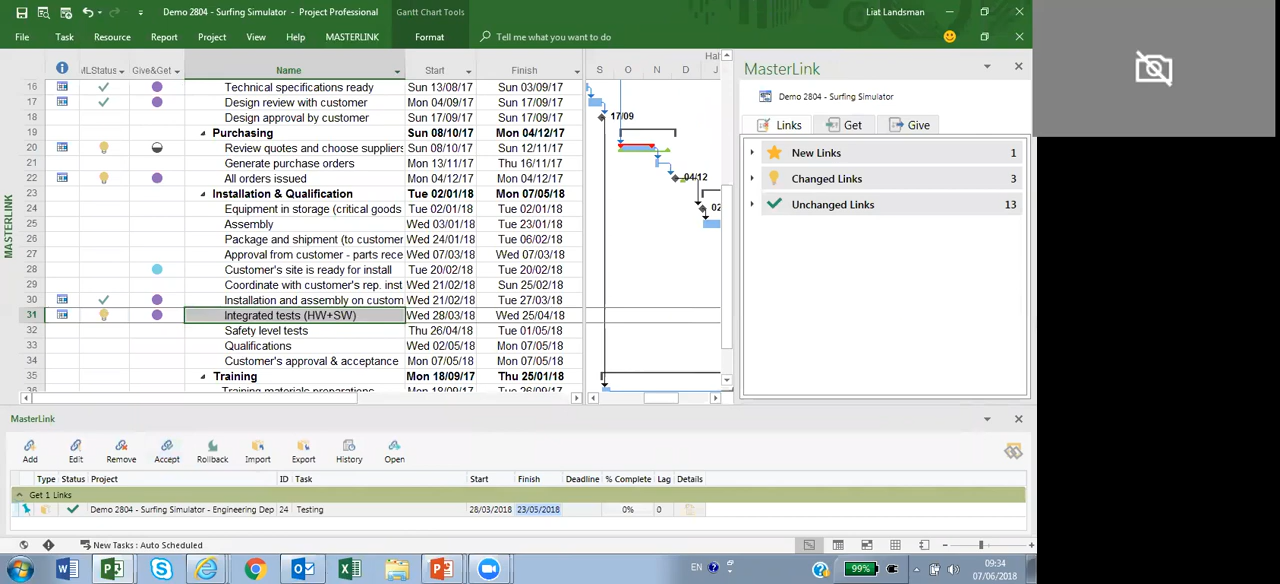 Demo 2804 - Surfing Simulator - Project Professional
Gantt Chart Tools
Liat Landsman
File Task Resource Report Project View Help MASTERLINK Format Tell me what you want to do
MLStatus Give&Get Name Start Finish
S O N D J
16 Technical specifications ready Sun 13/08/17 Sun 03/09/17
17 Design review with customer Mon 04/09/17 Sun 17/09/17
18 Design approval by customer Sun 17/09/17 Sun 17/09/17 17/09
19 Purchasing Sun 08/10/17 Mon 04/12/17
20 Review quotes and choose suppliers Sun 08/10/17 Sun 12/11/17
21 Generate purchase orders Mon 13/11/17 Thu 16/11/17
22 All orders issued Mon 04/12/17 Mon 04/12/17 04/12
23 Installation & Qualification Tue 02/01/18 Mon 07/05/18
24 Equipment in storage (critical goods Tue 02/01/18 Tue 02/01/18
25 Assembly Wed 03/01/18 Tue 23/01/18
26 Package and shipment (to customer Wed 24/01/18 Tue 06/02/18
27 Approval from customer - parts rece Wed 07/03/18 Wed 07/03/18
28 Customer's site is ready for install Tue 20/02/18 Tue 20/02/18
29 Coordinate with customer's rep. inst Wed 21/02/18 Sun 25/02/18
30 Installation and assembly on custom Wed 21/02/18 Tue 27/03/18
31 Integrated tests (HW+SW) Wed 28/03/18 Wed 25/04/18
32 Safety level tests Thu 26/04/18 Tue 01/05/18
33 Qualifications Wed 02/05/18 Mon 07/05/18
34 Customer's approval & acceptance Mon 07/05/18 Mon 07/05/18
35 Training Mon 18/09/17 Thu 25/01/18
MASTERLINK
MasterLink
Demo 2804 - Surfing Simulator
Links Get Give
New Links 1
Changed Links 3
Unchanged Links 13
MasterLink
Add Edit Remove Accept Rollback Import Export History Open
Type Status Project ID Task Start Finish Deadline % Complete Lag Details
Get 1 Links
Demo 2804 - Surfing Simulator - Engineering Dep 24 Testing 28/03/2018 23/05/2018 0% 0
New Tasks : Auto Scheduled
EN 99% 09:34
07/06/2018